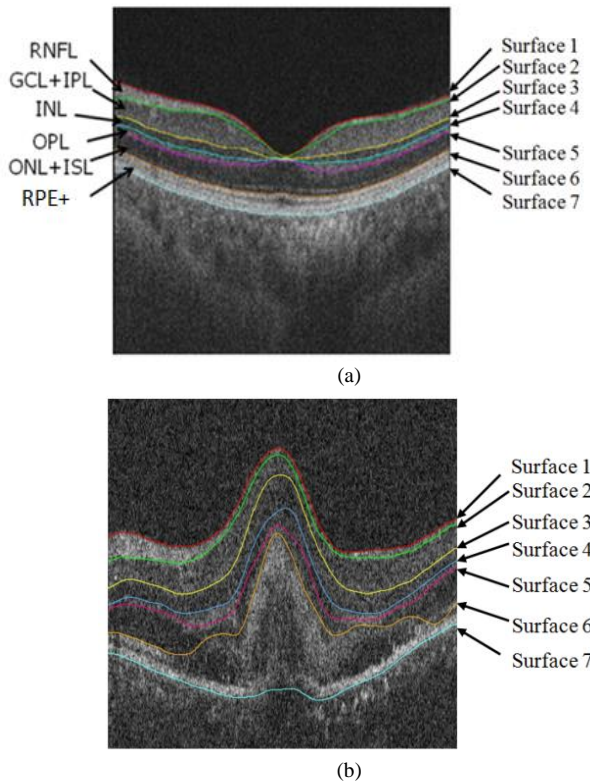 RNFL
GCL+IPL
INL
OPL
ONL+ISL
RPE+
Surface 1
Surface 2
Surface 3
Surface 4
Surface 5
Surface 6
Surface 7
(a)
Surface 1
Surface 2
Surface 3
Surface 4
Surface 5
Surface 6
Surface 7
(b)